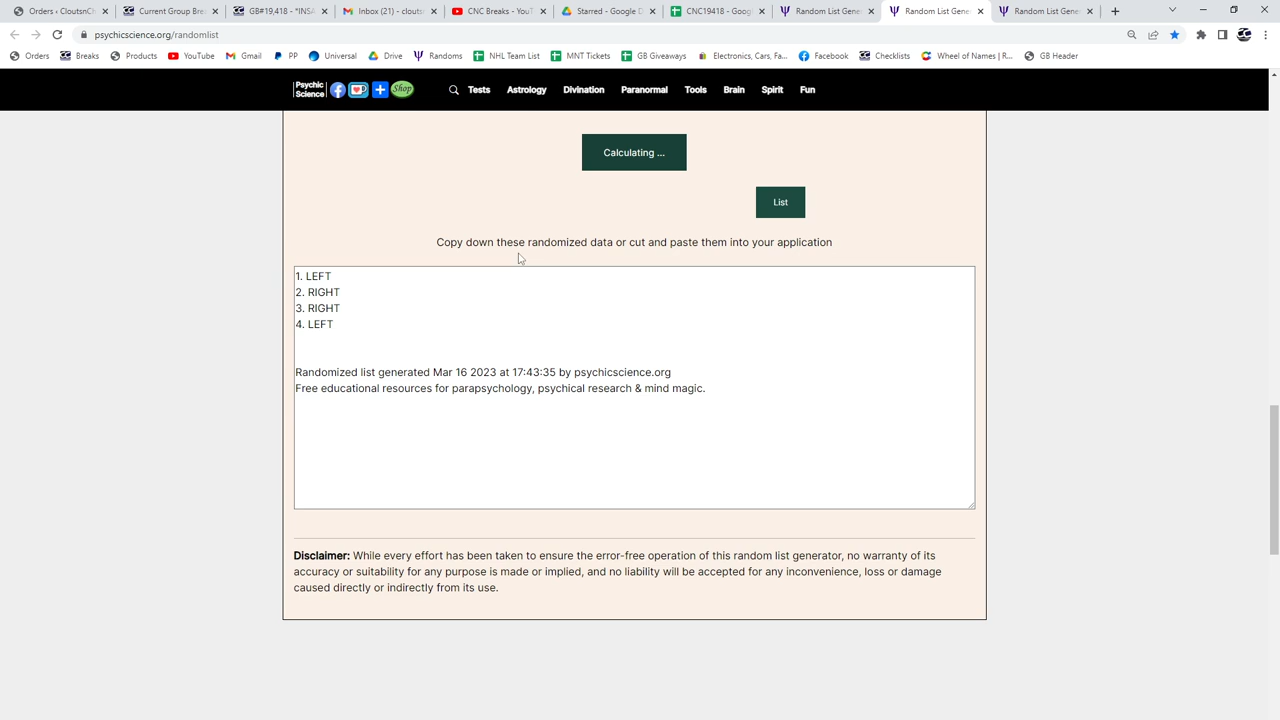 Orders ‹ CloutsnCh
Current Group Break
GB#19,418 - *INSA
Inbox (21) - clouts
CNC Breaks - YouT
Starred - Google D
CNC19418 - Goog
Random List Gene
Random List Gene
Random List Gene
psychicscience.org/randomlist
Orders
Breaks
Products
YouTube
Gmail
PP
Universal
Drive
Randoms
NHL Team List
MNT Tickets
GB Giveaways
Electronics, Cars, Fa...
Facebook
Checklists
Wheel of Names | R...
GB Header
Psychic
Science
Shop
Tests
Astrology
Divination
Paranormal
Tools
Brain
Spirit
Fun
Calculating ...
List
Copy down these randomized data or cut and paste them into your application
1. LEFT
2. RIGHT
3. RIGHT
4. LEFT
Randomized list generated Mar 16 2023 at 17:43:35 by psychicscience.org
Free educational resources for parapsychology, psychical research & mind magic.
Disclaimer: While every effort has been taken to ensure the error-free operation of this random list generator, no warranty of its
accuracy or suitability for any purpose is made or implied, and no liability will be accepted for any inconvenience, loss or damage
caused directly or indirectly from its use.